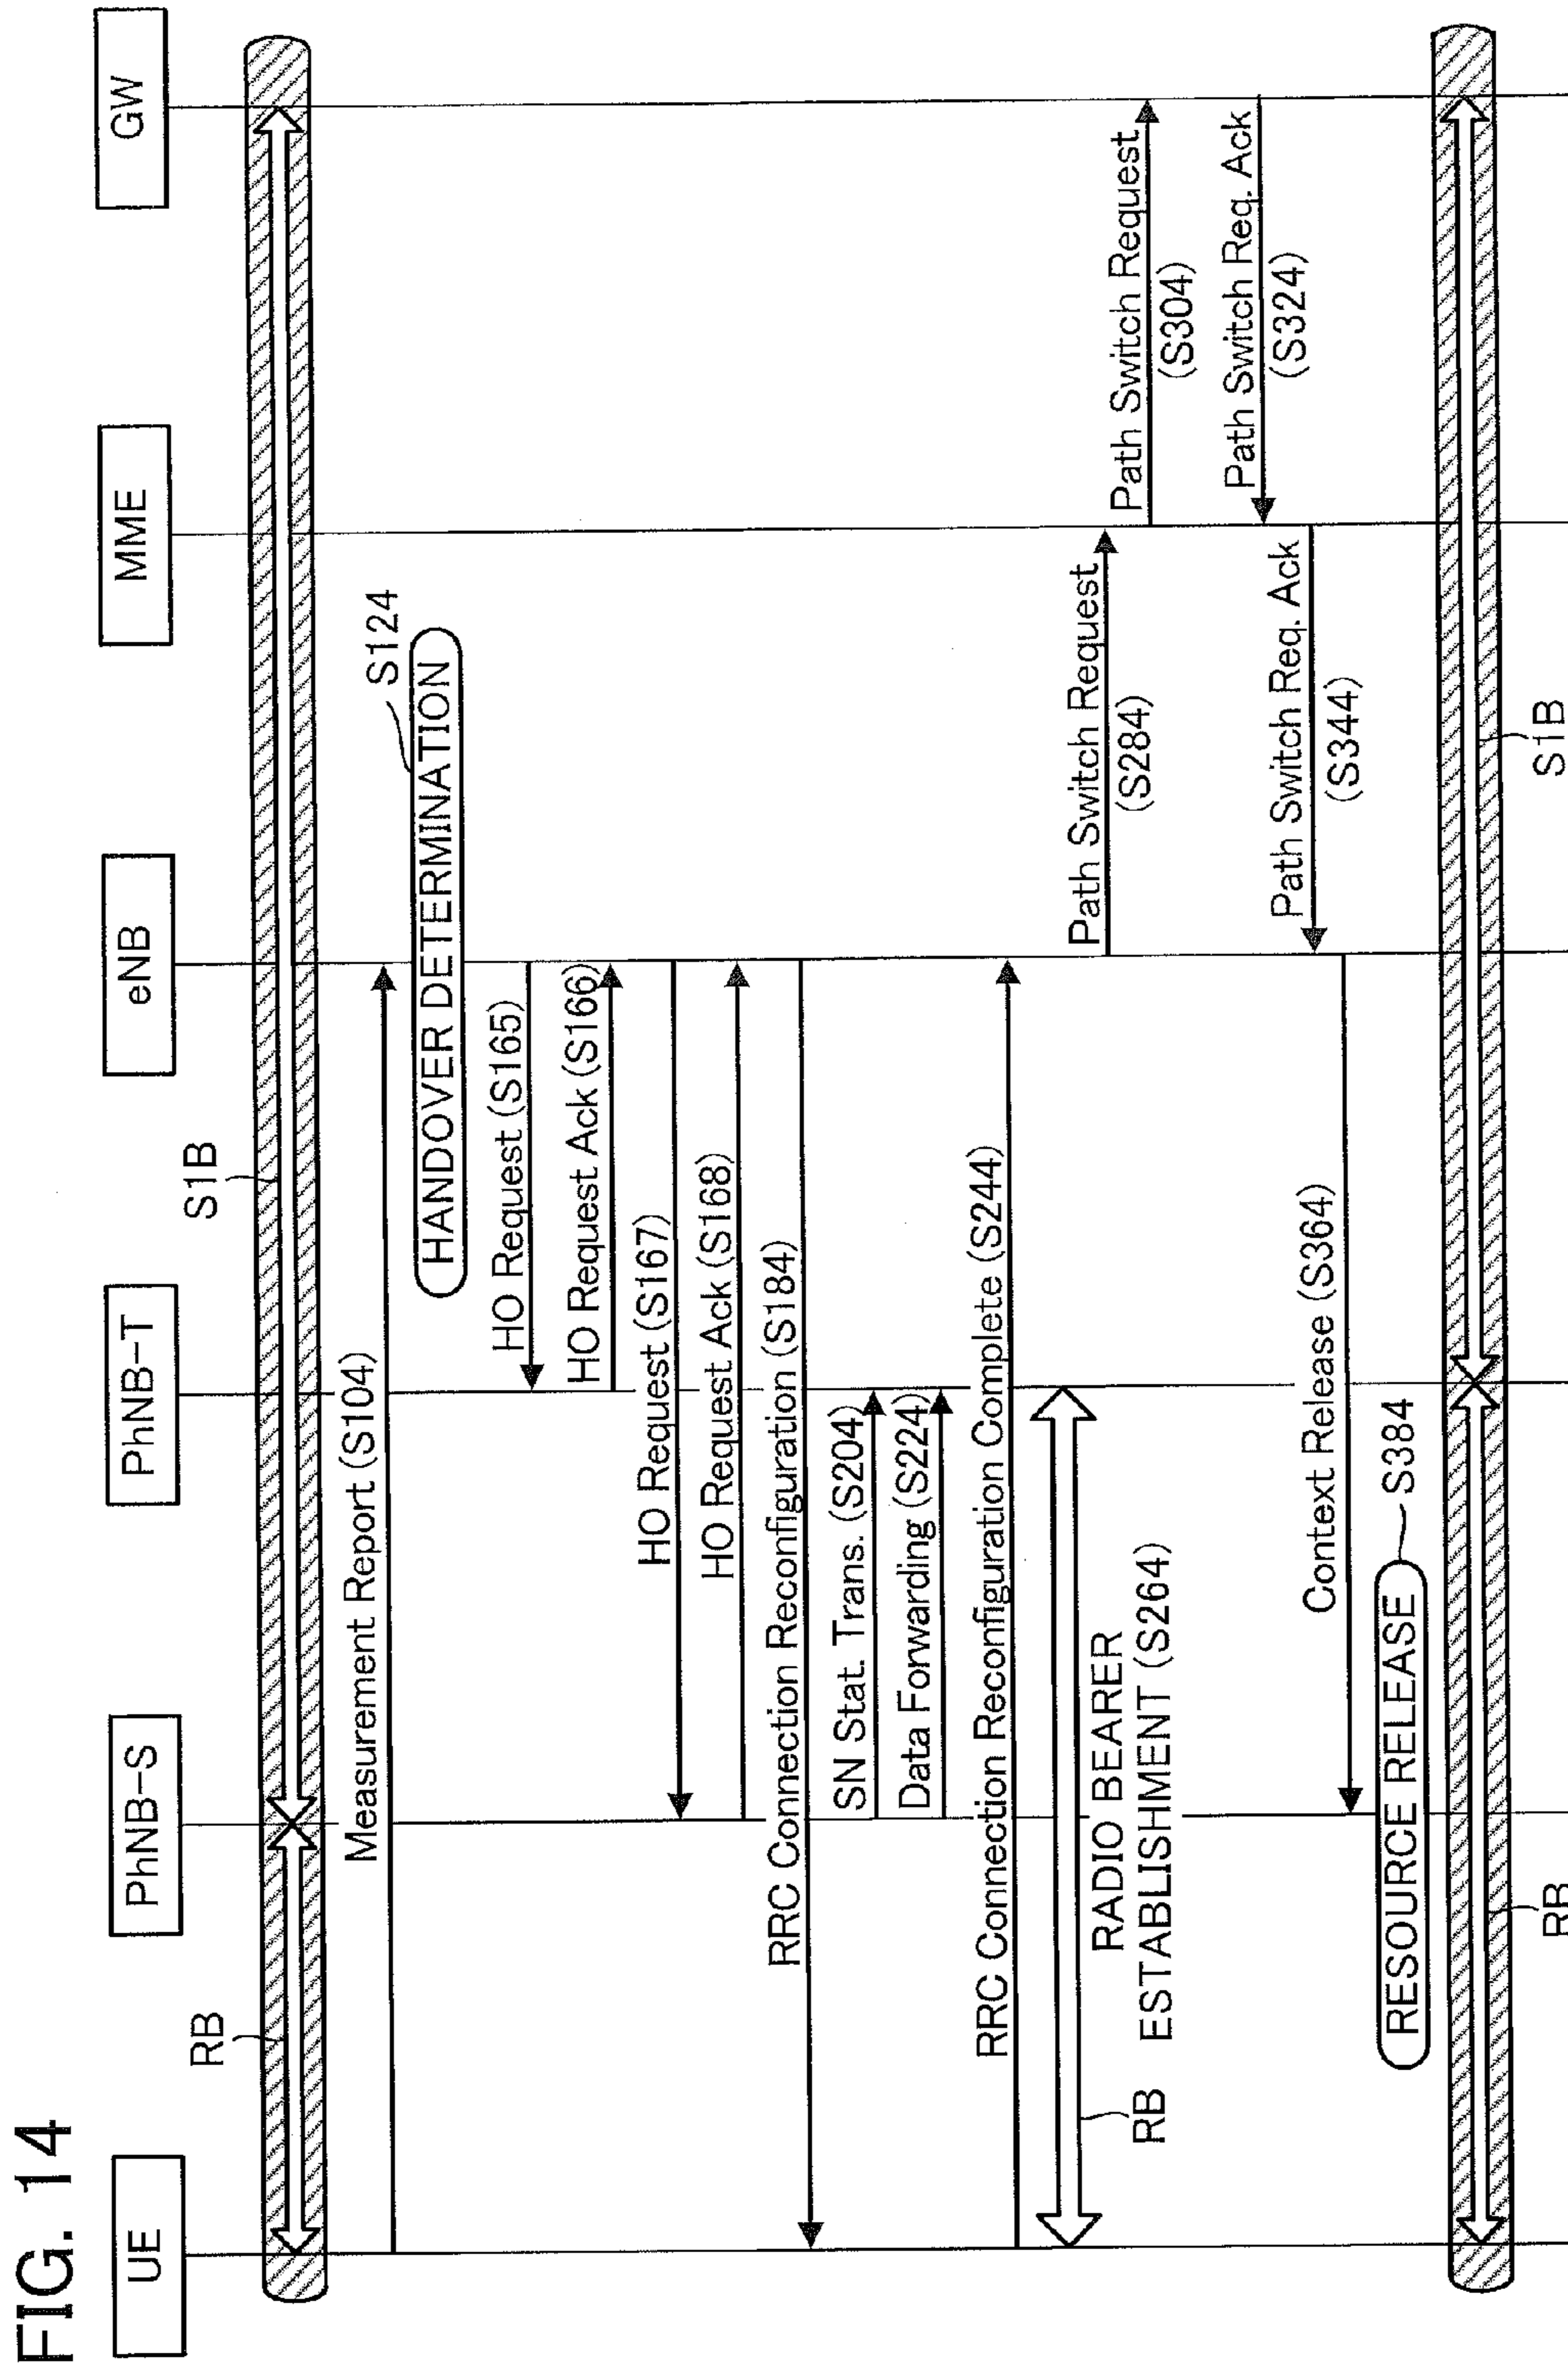 FIG. 14
UE
PhNB-S
PhNB-T
eNB
MME
GW
RB
S1B
Measurement Report (S104)
S124
HANDOVER DETERMINATION
HO Request (S165)
HO Request Ack (S166)
HO Request (S167)
HO Request Ack (S168)
RRC Connection Reconfiguration (S184)
SN Stat. Trans. (S204)
Data Forwarding (S224)
RRC Connection Reconfiguration Complete (S244)
RB
RADIO BEARER
ESTABLISHMENT (S264)
Path Switch Request
(S284)
Path Switch Request
(S304)
Path Switch Req. Ack
(S324)
Path Switch Req. Ack
(S344)
Context Release (S364)
RESOURCE RELEASE
S384
RB
S1B